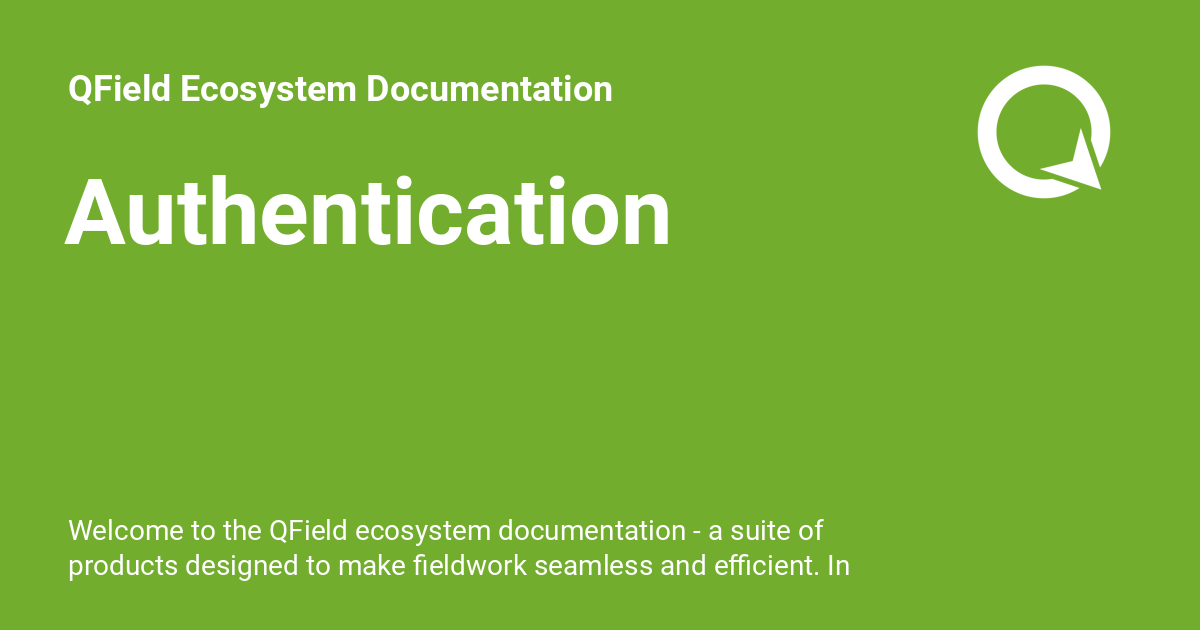 QField Ecosystem Documentation
Authentication
Welcome to the QField ecosystem documentation - a suite of
products designed to make fieldwork seamless and efficient. In